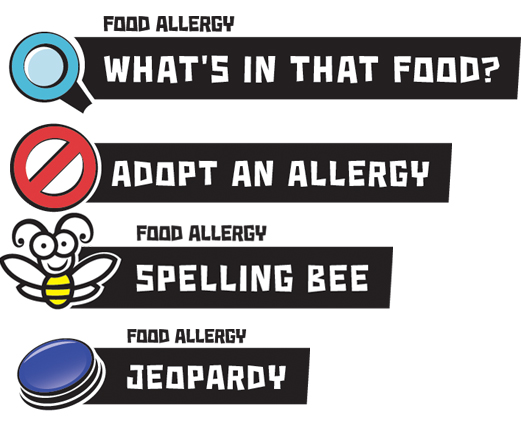 FOOD ALLERGY
WHAT'S IN THAT FOOD?
ADOPT AN ALLERGY
FOOD ALLERGY
SPELLING BEE
FOOD ALLERGY
JEOPARDY